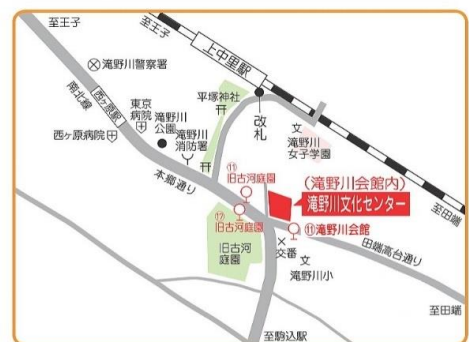 至王子
至王子
上中里駅
滝野川警察署
南北線
西ヶ原駅
東京
病院
滝野川
公園
平塚神社
改札
文
滝野川
女子学園
西ヶ原病院
滝野川
消防署
本郷通り
⑪
旧古河庭園
(滝野川会館内)
滝野川文化センター
至田端
⑰
旧古河庭園
⑪滝野川会館
田端高台通り
旧古河
庭園
交番
文
滝野川小
至田端
至駒込駅